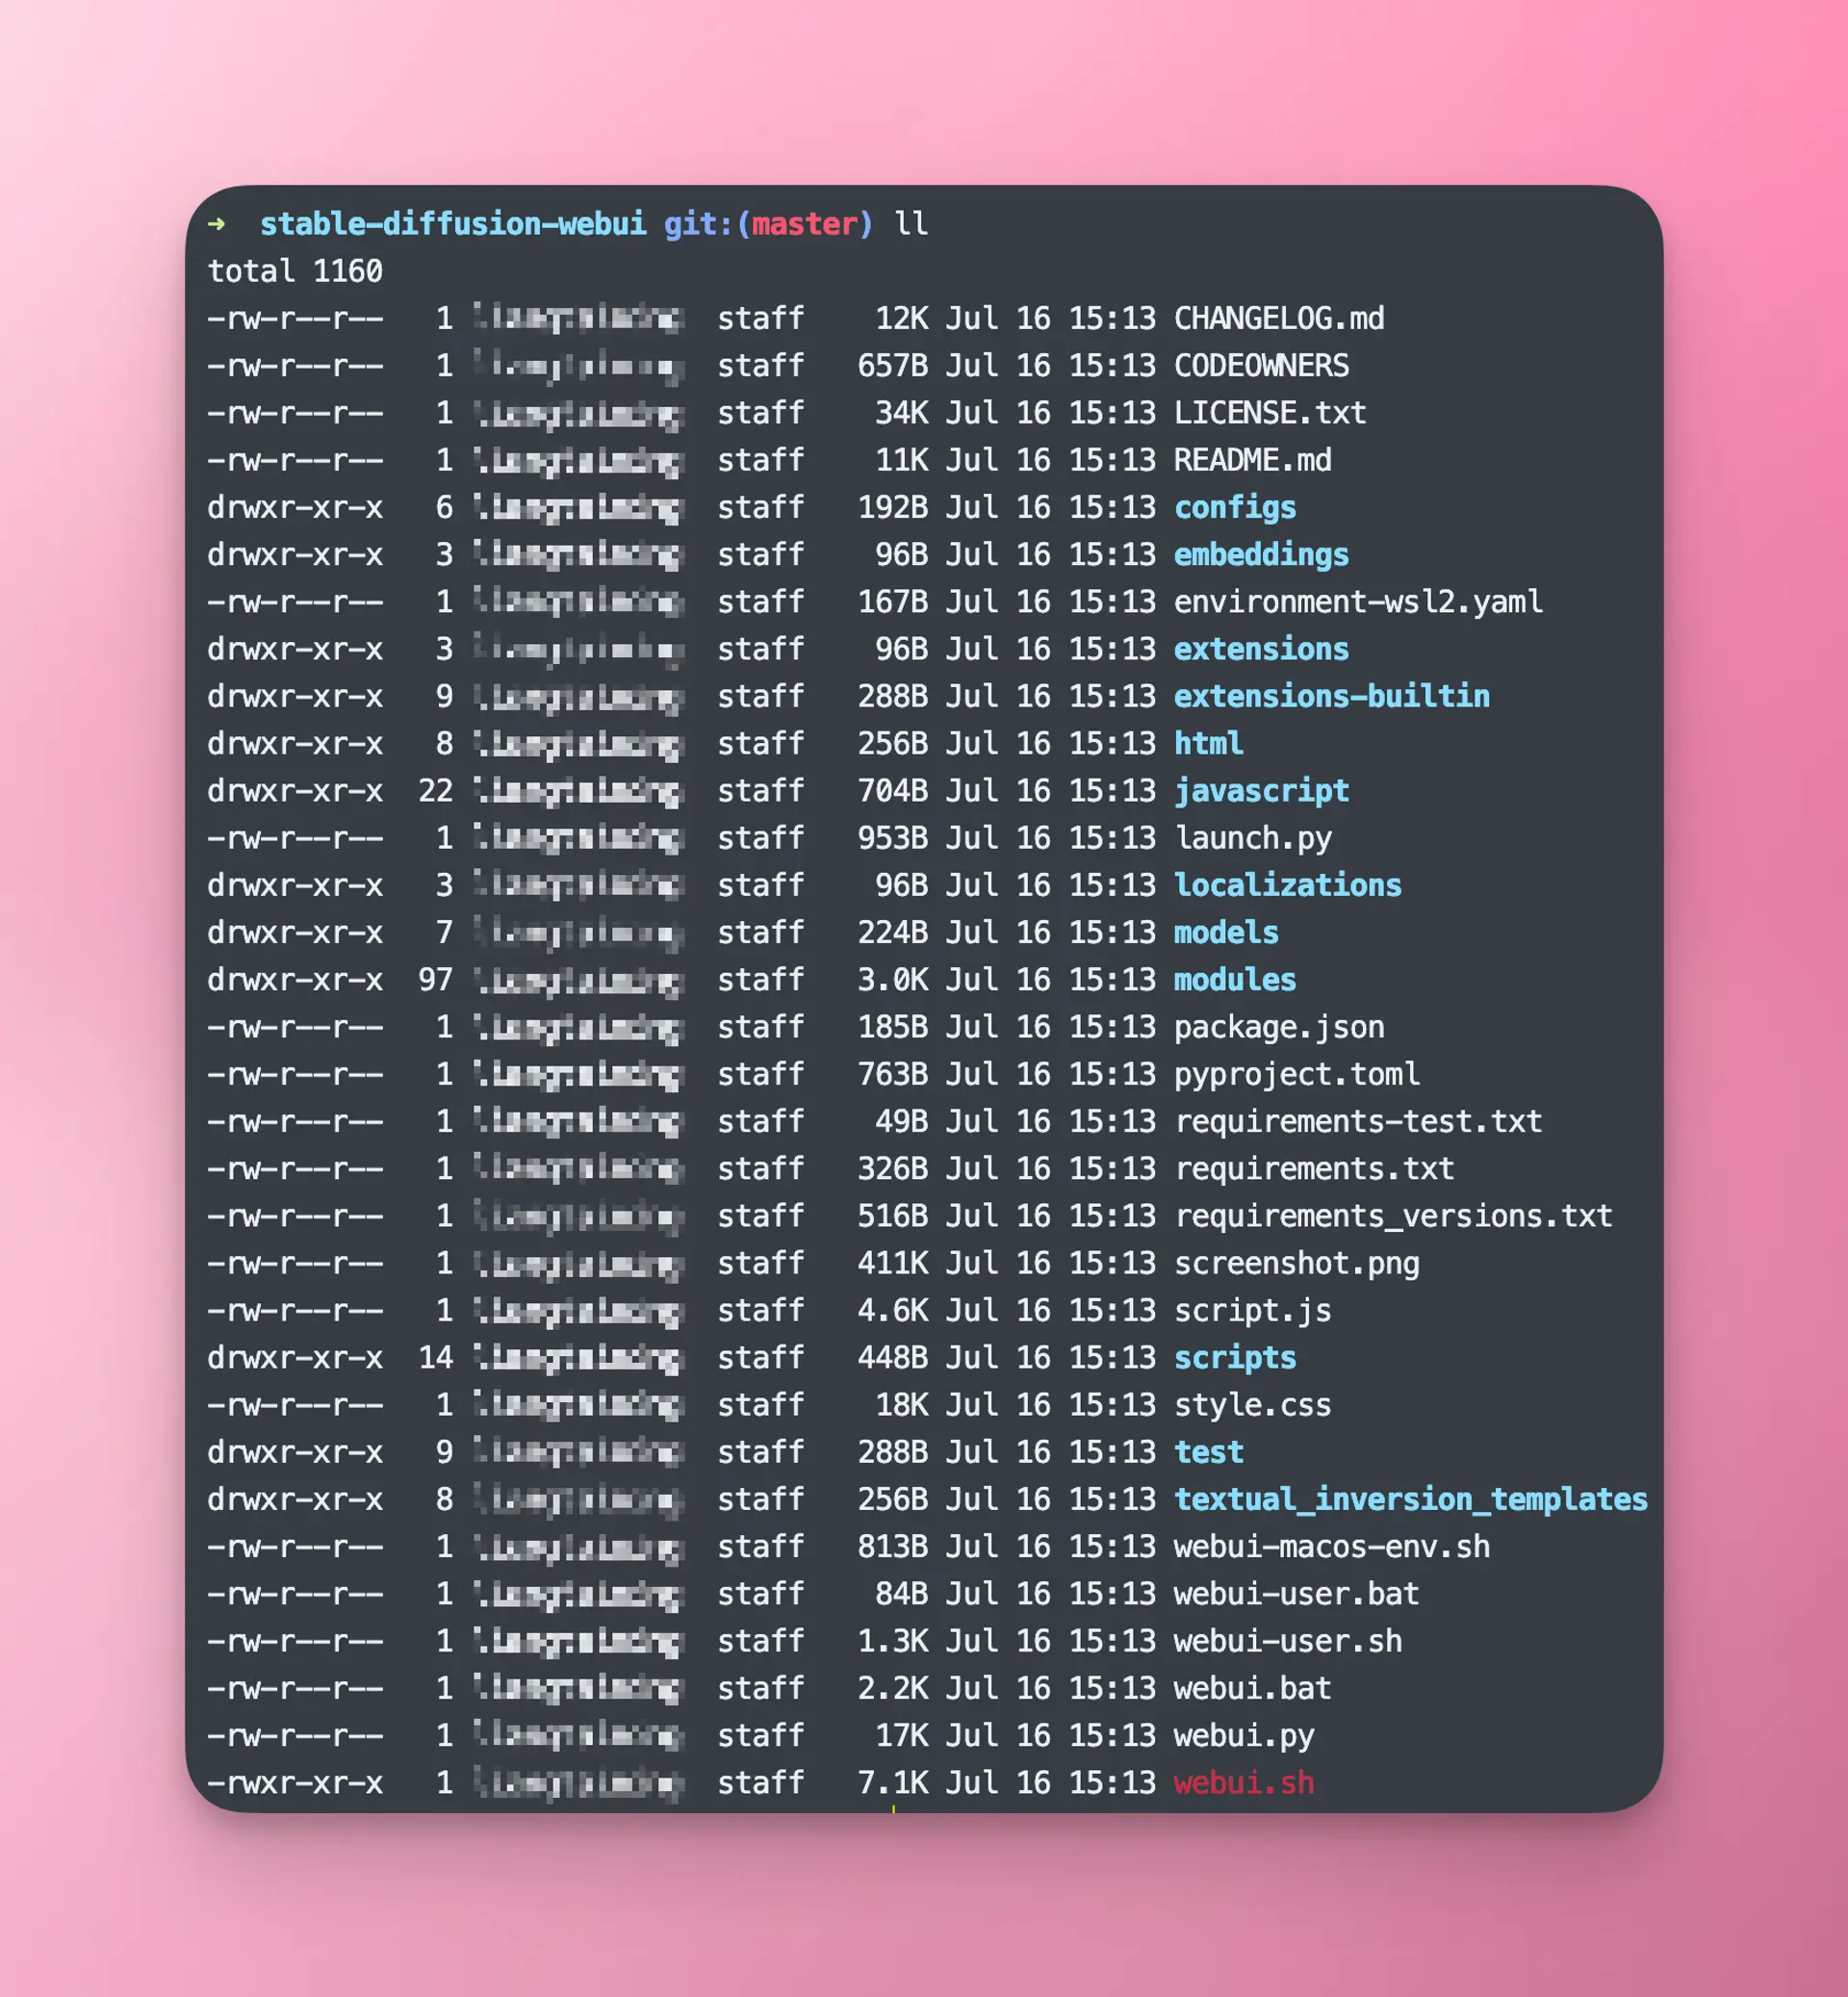 ➜  stable-diffusion-webui git:(master) ll
total 1160
-rw-r--r--   1 staff    12K Jul 16 15:13 CHANGELOG.md
-rw-r--r--   1 staff   657B Jul 16 15:13 CODEOWNERS
-rw-r--r--   1 staff    34K Jul 16 15:13 LICENSE.txt
-rw-r--r--   1 staff    11K Jul 16 15:13 README.md
drwxr-xr-x   6 staff   192B Jul 16 15:13 configs
drwxr-xr-x   3 staff    96B Jul 16 15:13 embeddings
-rw-r--r--   1 staff   167B Jul 16 15:13 environment-wsl2.yaml
drwxr-xr-x   3 staff    96B Jul 16 15:13 extensions
drwxr-xr-x   9 staff   288B Jul 16 15:13 extensions-builtin
drwxr-xr-x   8 staff   256B Jul 16 15:13 html
drwxr-xr-x  22 staff   704B Jul 16 15:13 javascript
-rw-r--r--   1 staff   953B Jul 16 15:13 launch.py
drwxr-xr-x   3 staff    96B Jul 16 15:13 localizations
drwxr-xr-x   7 staff   224B Jul 16 15:13 models
drwxr-xr-x  97 staff   3.0K Jul 16 15:13 modules
-rw-r--r--   1 staff   185B Jul 16 15:13 package.json
-rw-r--r--   1 staff   763B Jul 16 15:13 pyproject.toml
-rw-r--r--   1 staff    49B Jul 16 15:13 requirements-test.txt
-rw-r--r--   1 staff   326B Jul 16 15:13 requirements.txt
-rw-r--r--   1 staff   516B Jul 16 15:13 requirements_versions.txt
-rw-r--r--   1 staff   411K Jul 16 15:13 screenshot.png
-rw-r--r--   1 staff   4.6K Jul 16 15:13 script.js
drwxr-xr-x  14 staff   448B Jul 16 15:13 scripts
-rw-r--r--   1 staff    18K Jul 16 15:13 style.css
drwxr-xr-x   9 staff   288B Jul 16 15:13 test
drwxr-xr-x   8 staff   256B Jul 16 15:13 textual_inversion_templates
-rw-r--r--   1 staff   813B Jul 16 15:13 webui-macos-env.sh
-rw-r--r--   1 staff    84B Jul 16 15:13 webui-user.bat
-rw-r--r--   1 staff   1.3K Jul 16 15:13 webui-user.sh
-rw-r--r--   1 staff   2.2K Jul 16 15:13 webui.bat
-rw-r--r--   1 staff    17K Jul 16 15:13 webui.py
-rwxr-xr-x   1 staff   7.1K Jul 16 15:13 webui.sh